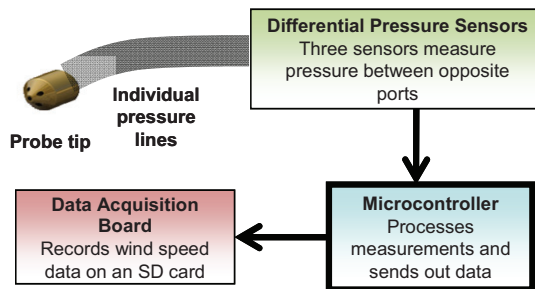 Differential Pressure Sensors
Three sensors measure
pressure between opposite
ports
Individual
pressure
lines
Probe tip
Microcontroller
Processes
measurements and
sends out data
Data Acquisition
Board
Records wind speed
data on an SD card